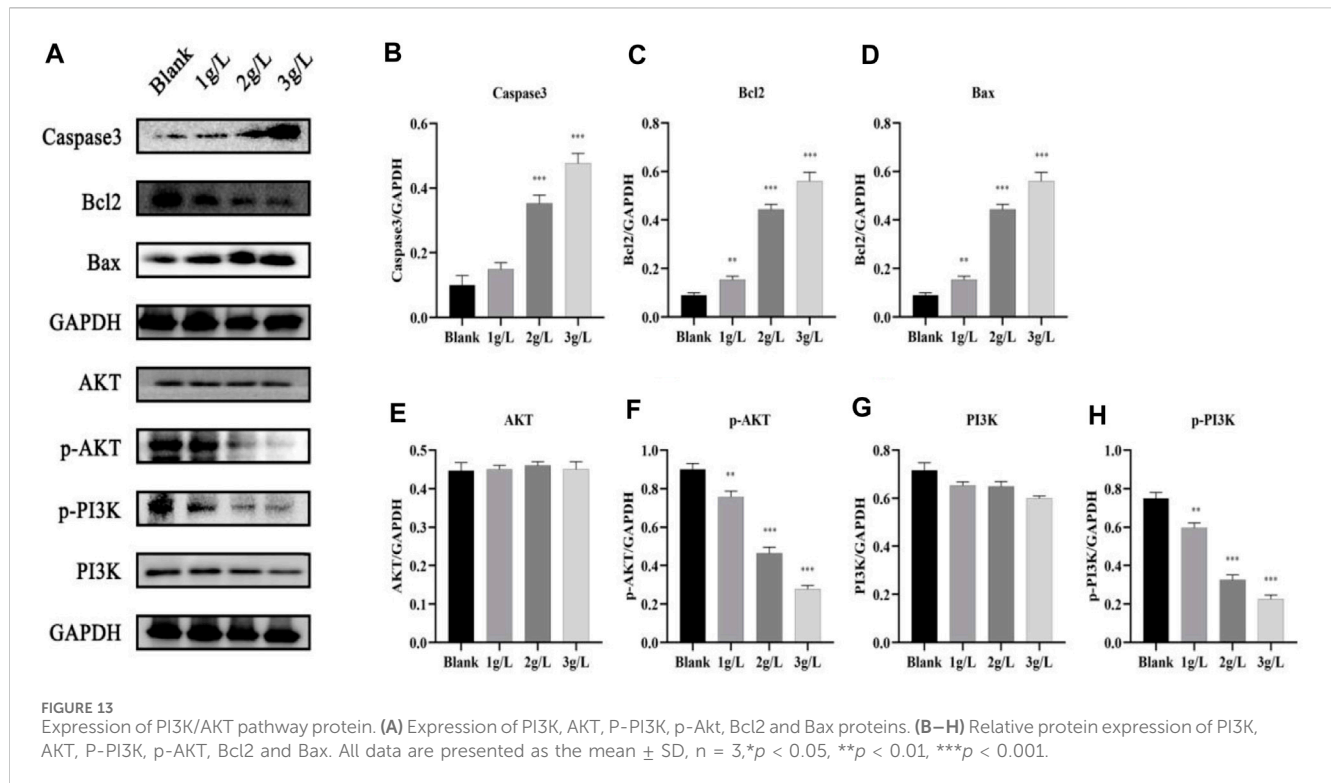 A
Blank 1g/L 2g/L 3g/L
Caspase3
Bcl2
Bax
GAPDH
AKT
p-AKT
p-PI3K
PI3K
GAPDH
B
Caspase3
Caspase3/GAPDH
0.6
0.4
0.2
0.0
***
***
Blank 1g/L 2g/L 3g/L
C
Bcl2
Bcl2/GAPDH
0.8
0.6
0.4
0.2
0.0
**
***
***
Blank 1g/L 2g/L 3g/L
D
Bax
Bcl2/GAPDH
0.8
0.6
0.4
0.2
0.0
**
***
***
Blank 1g/L 2g/L 3g/L
E
AKT
AKT/GAPDH
0.5
0.4
0.3
0.2
0.1
0.0
Blank 1g/L 2g/L 3g/L
F
p-AKT
p-AKT/GAPDH
1.0
0.8
0.6
0.4
0.2
0.0
**
***
***
Blank 1g/L 2g/L 3g/L
G
PI3K
PI3K/GAPDH
0.8
0.6
0.4
0.2
0.0
Blank 1g/L 2g/L 3g/L
H
p-PI3K
p-PI3K/GAPDH
1.0
0.8
0.6
0.4
0.2
0.0
**
***
***
Blank 1g/L 2g/L 3g/L
FIGURE 13
Expression of PI3K/AKT pathway protein. (A) Expression of PI3K, AKT, P-PI3K, p-Akt, Bcl2 and Bax proteins. (B–H) Relative protein expression of PI3K,
AKT, P-PI3K, p-AKT, Bcl2 and Bax. All data are presented as the mean ± SD, n = 3,*p < 0.05, **p < 0.01, ***p < 0.001.